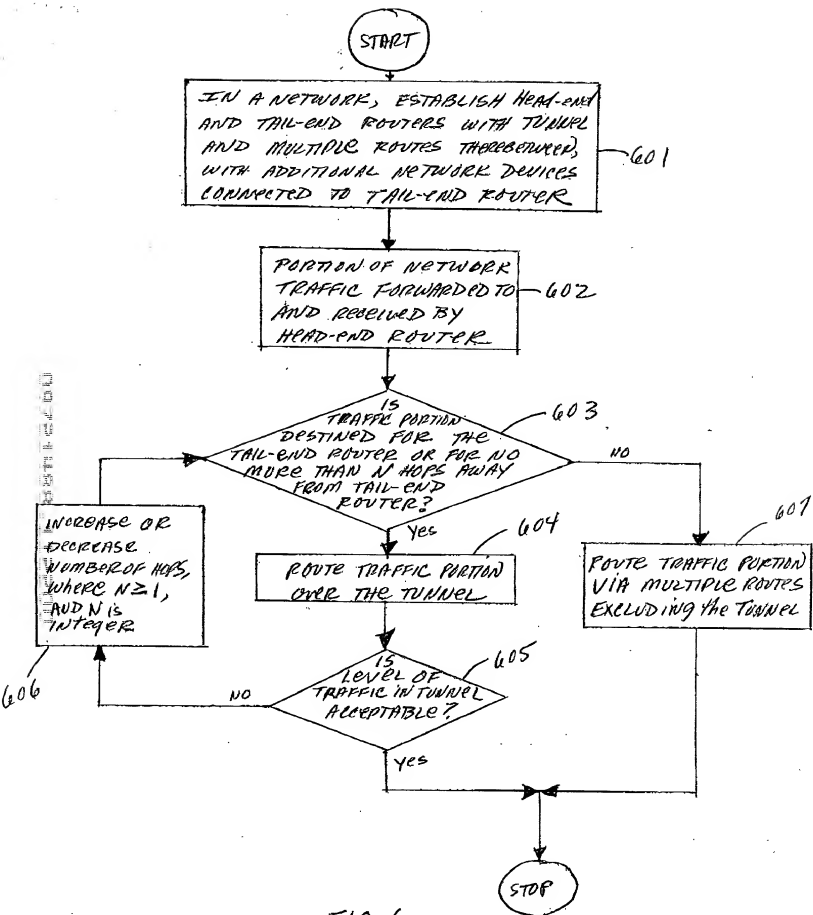 START
IN A NETWORK, ESTABLISH HEAD-END
AND TAIL-END ROUTERS WITH TUNNEL
AND MULTIPLE ROUTES THEREBETWEEN,
WITH ADDITIONAL NETWORK DEVICES
CONNECTED TO TAIL-END ROUTER
601
PORTION OF NETWORK
TRAFFIC FORWARDED TO
AND RECEIVED BY
HEAD-END ROUTER
602
IS
TRAFFIC PORTION
DESTINED FOR THE
TAIL-END ROUTER OR FOR NO
MORE THAN N HOPS AWAY
FROM TAIL-END
ROUTER?
603
NO
Yes
604
ROUTE TRAFFIC PORTION
OVER THE TUNNEL
607
ROUTE TRAFFIC PORTION
VIA MULTIPLE ROUTES
EXCLUDING the TUNNEL
INCREASE OR
DECREASE
NUMBER OF HOPS,
WHERE N ≥ 1,
AND N IS
INTEGER
606
IS
LEVEL OF
TRAFFIC IN TUNNEL
ACCEPTABLE?
605
NO
Yes
STOP